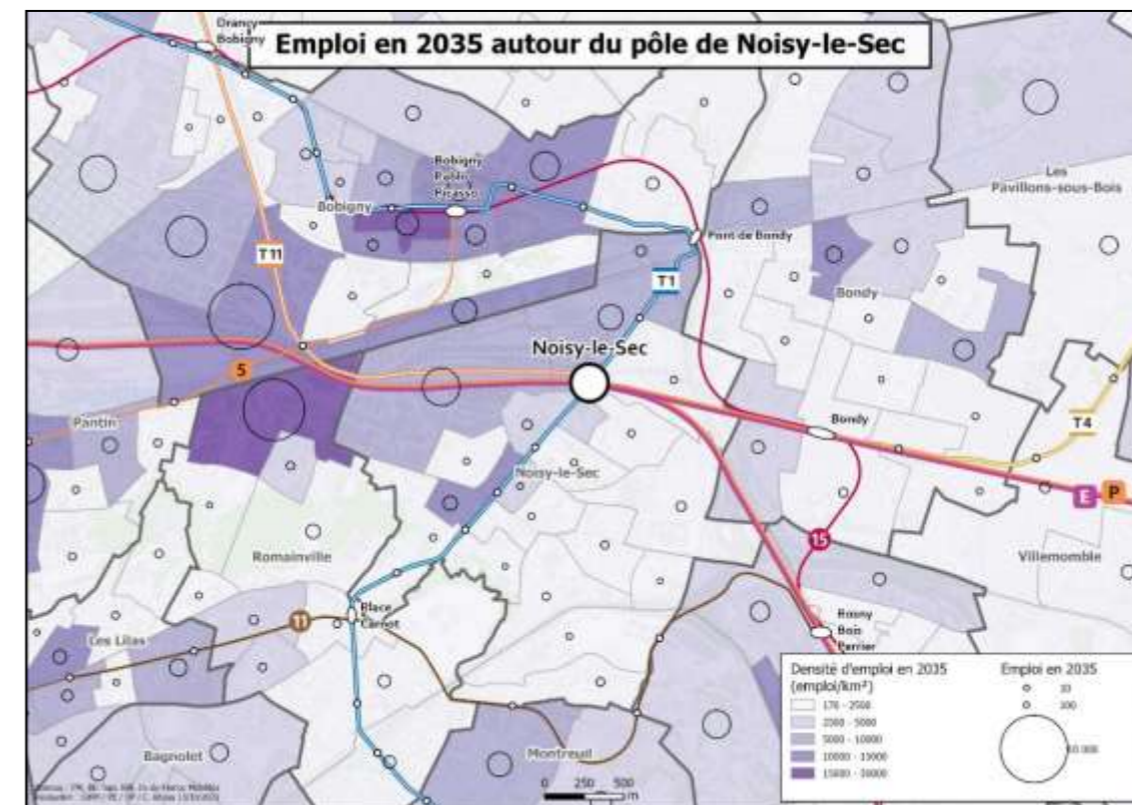 Emploi en 2035 autour du pôle de Noisy-le-Sec
Drancy
Bobigny
Bobigny
Pablo
Picasso
Les
Pavillons-sous-Bois
Bobigny
T11
Pont de Bondy
T1
Bondy
Noisy-le-Sec
5
Pantin
Bondy
T4
Noisy-le-Sec
E
P
15
Romainville
Villemomble
Place
Carnot
11
Les Lilas
Rosny
Bois
Perrier
Bagnolet
Montreuil
0 250 500
m
Densité d'emploi en 2035
(emploi/km²)
170 - 2500
2500 - 5000
5000 - 10000
10000 - 15000
15000 - 30000
Emploi en 2035
10
100
10 000